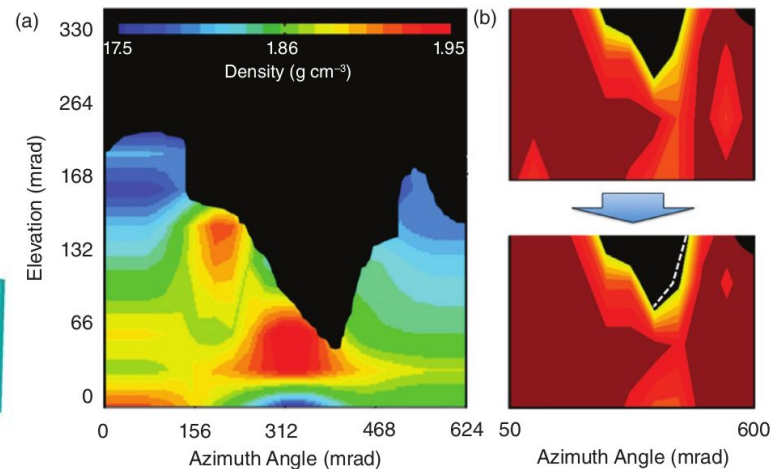 (a)
330
17.5 1.86 1.95
Density (g cm⁻³)
264
168
132
66
0
Elevation (mrad)
0 156 312 468 624
Azimuth Angle (mrad)
(b)
50 600
Azimuth Angle (mrad)